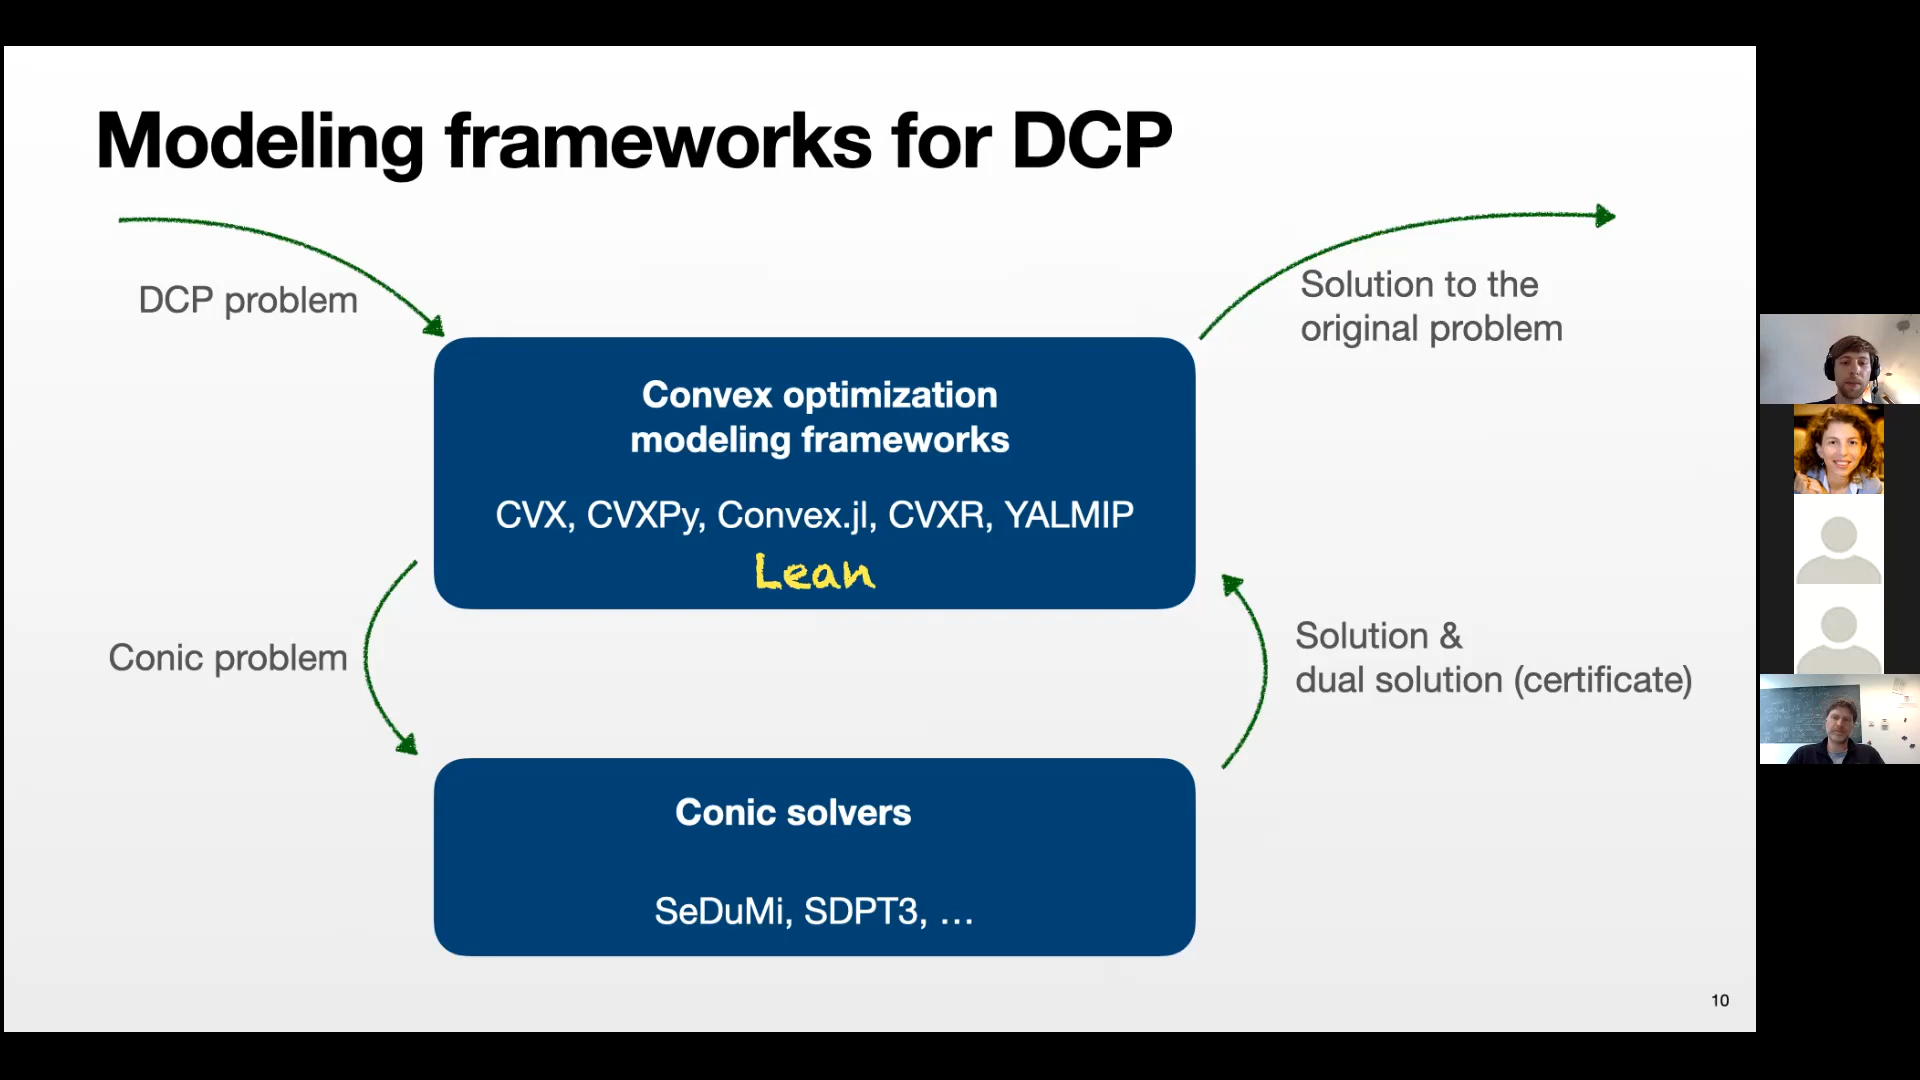 Modeling frameworks for DCP
DCP problem
Solution to the
original problem
Convex optimization
modeling frameworks
CVX, CVXPy, Convex.jl, CVXR, YALMIP
Lean
Conic problem
Solution &
dual solution (certificate)
Conic solvers
SeDuMi, SDPT3, …
10